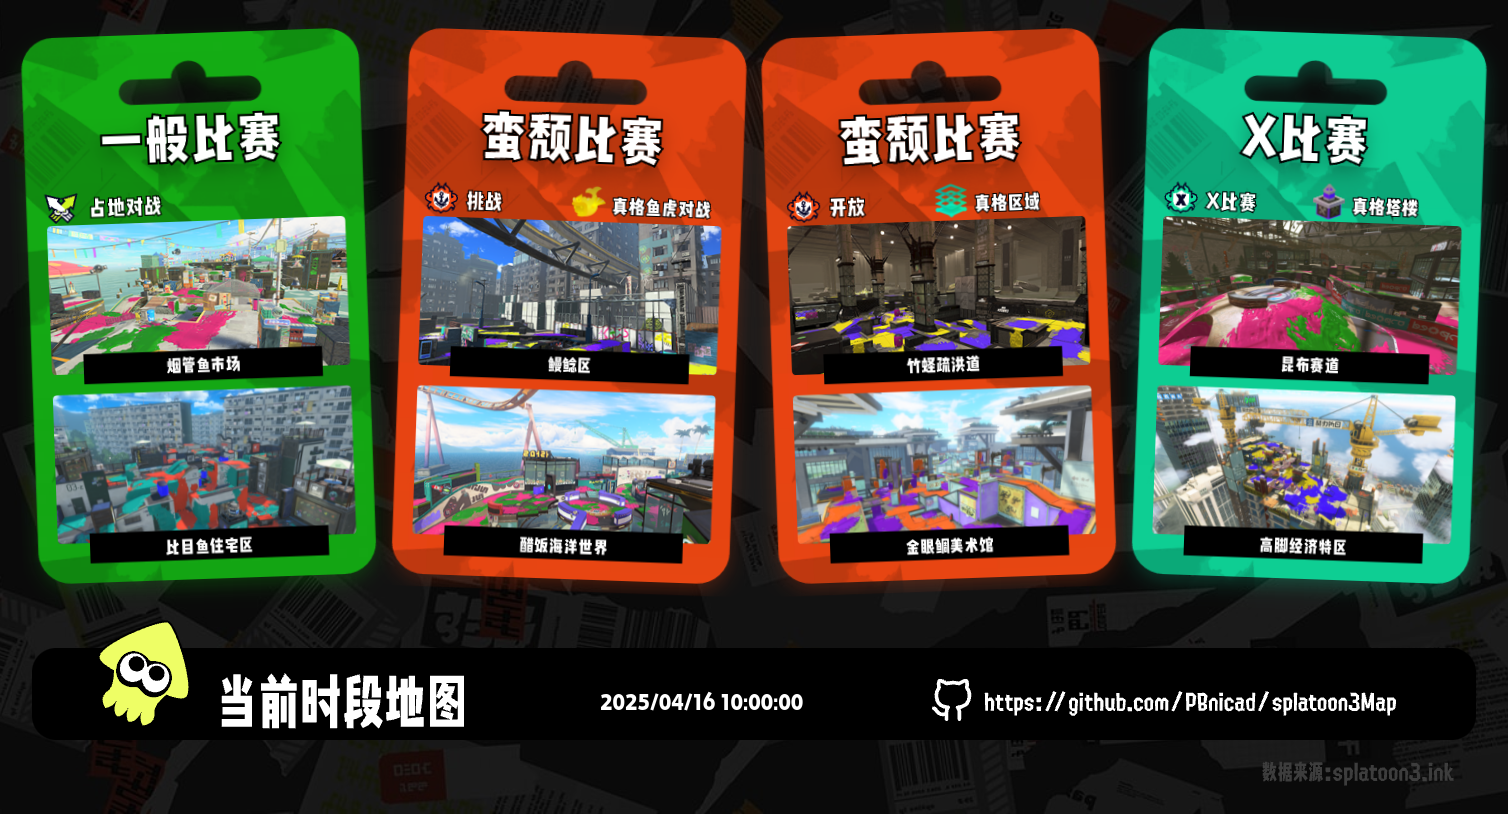 一般比赛
占地对战
烟管鱼市场
比目鱼住宅区
蛮颓比赛
挑战
真格鱼虎对战
鳗鲶区
醋饭海洋世界
蛮颓比赛
开放
真格区域
竹蛏疏洪道
金眼鲷美术馆
X比赛
X比赛
真格塔楼
昆布赛道
高脚经济特区
当前时段地图
2025/04/16 10:00:00
https://github.com/PBnicad/splatoon3Map
数据来源:splatoon3.ink